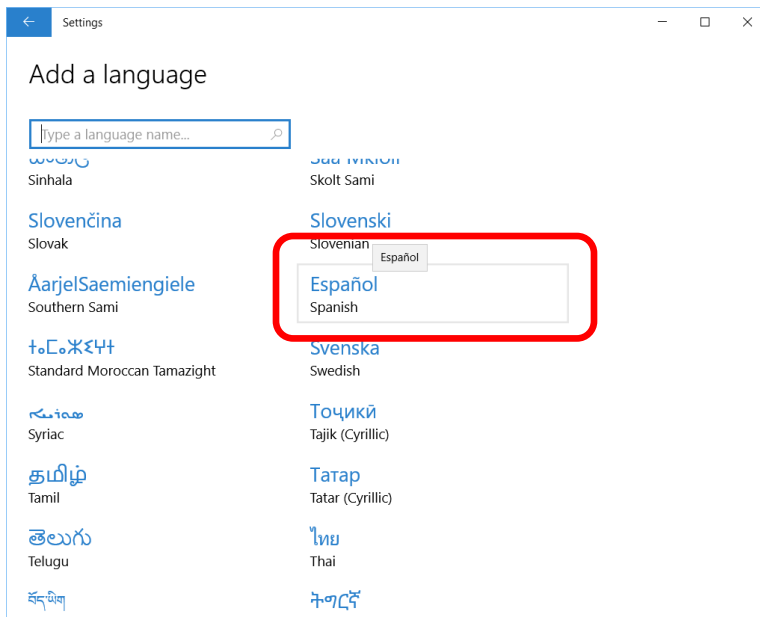 Settings
Add a language
Type a language name...
Sinhala
Skolt Sami
Slovenčina
Slovak
Slovenski
Slovenian
Español
ÅarjelSaemiengiele
Southern Sami
Español
Spanish
ⵜⴰⵎⴰⵣⵉⵖⵜ
Standard Moroccan Tamazight
Svenska
Swedish
ܣܘܪܝܝܐ
Syriac
Тоҷикӣ
Tajik (Cyrillic)
தமிழ்
Tamil
Татар
Tatar (Cyrillic)
తెలుగు
Telugu
ไทย
Thai
བོད་ཡིག
ትግርኛ